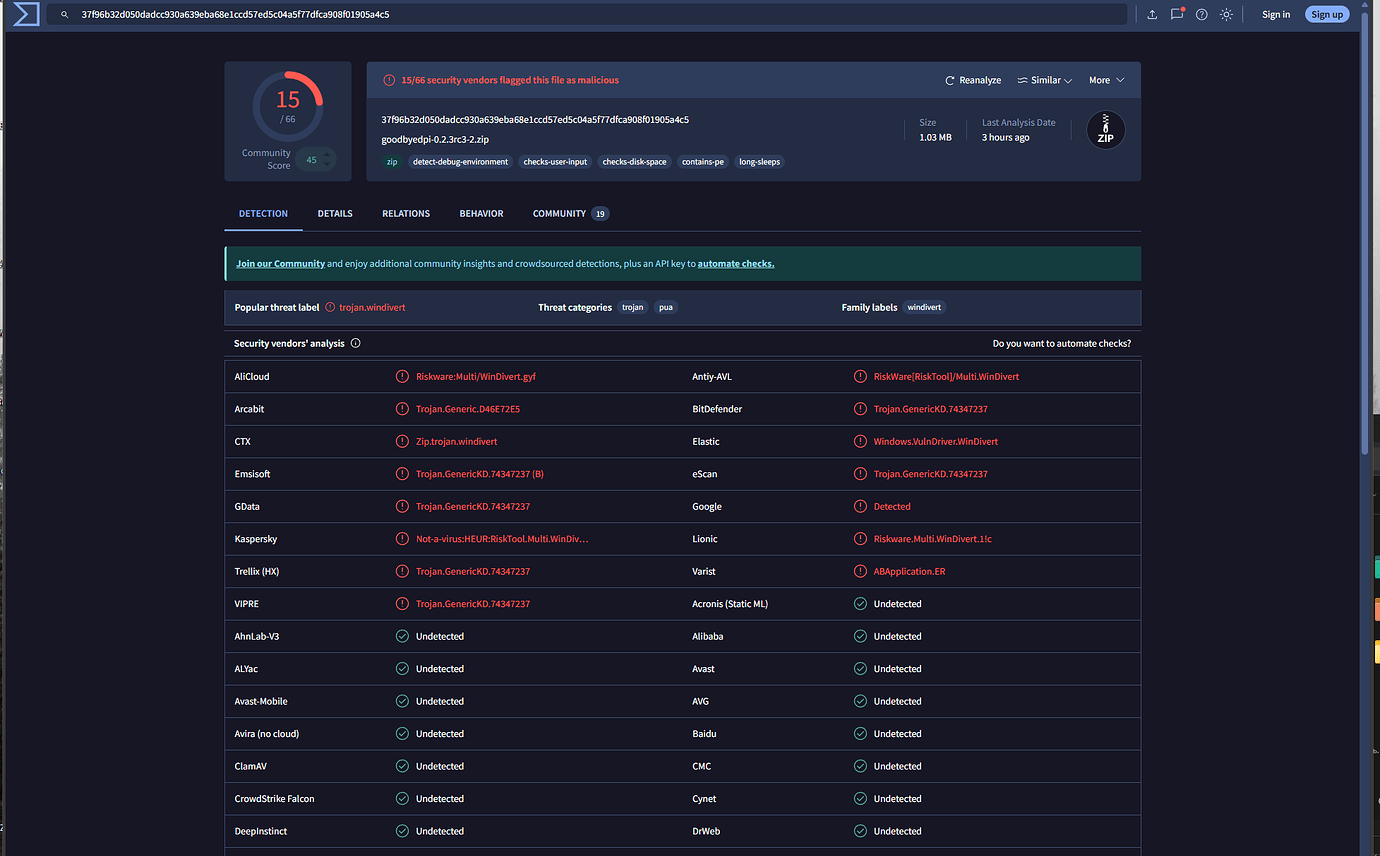 37f96b32d050dadcc930a639eba68e1ccd57ed5c04a5f77dfca908f01905a4c5
Sign in
Sign up
15
/ 66
Community Score
45
15/66 security vendors flagged this file as malicious
Reanalyze
Similar
More
37f96b32d050dadcc930a639eba68e1ccd57ed5c04a5f77dfca908f01905a4c5
goodbyedpi-0.2.3rc3-2.zip
zip
detect-debug-environment
checks-user-input
checks-disk-space
contains-pe
long-sleeps
Size
1.03 MB
Last Analysis Date
3 hours ago
ZIP
DETECTION
DETAILS
RELATIONS
BEHAVIOR
COMMUNITY 19
Join our Community and enjoy additional community insights and crowdsourced detections, plus an API key to automate checks.
Popular threat label trojan.windivert
Threat categories trojan pua
Family labels windivert
Security vendors' analysis
Do you want to automate checks?
AliCloud Riskware:Multi/WinDivert.gyf
Antiy-AVL RiskWare[RiskTool]/Multi.WinDivert
Arcabit Trojan.Generic.D46E72E5
BitDefender Trojan.GenericKD.74347237
CTX Zip.trojan.windivert
Elastic Windows.VulnDriver.WinDivert
Emsisoft Trojan.GenericKD.74347237 (B)
eScan Trojan.GenericKD.74347237
GData Trojan.GenericKD.74347237
Google Detected
Kaspersky Not-a-virus:HEUR:RiskTool.Multi.WinDiv...
Lionic Riskware.Multi.WinDivert.1!c
Trellix (HX) Trojan.GenericKD.74347237
Varist ABApplication.ER
VIPRE Trojan.GenericKD.74347237
Acronis (Static ML) Undetected
AhnLab-V3 Undetected
Alibaba Undetected
ALYac Undetected
Avast Undetected
Avast-Mobile Undetected
AVG Undetected
Avira (no cloud) Undetected
Baidu Undetected
ClamAV Undetected
CMC Undetected
CrowdStrike Falcon Undetected
Cynet Undetected
DeepInstinct Undetected
DrWeb Undetected